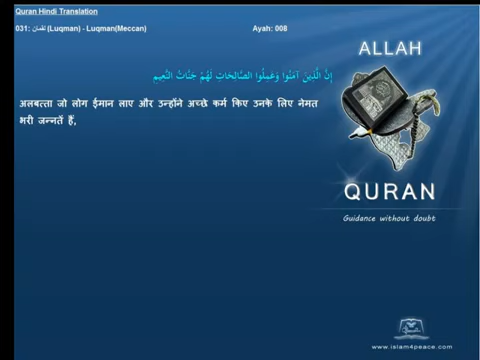 Quran Hindi Translation
031: لقمان (Luqman) - Luqman(Meccan) Ayah: 008
ALLAH
إِنَّ الَّذِينَ آمَنُوا وَعَمِلُوا الصَّالِحَاتِ لَهُمْ جَنَّاتُ النَّعِيمِ
अलबत्ता जो लोग ईमान लाए और उन्होंने अच्छे कर्म किए उनके लिए नेमत
भरी जन्नतें हैं,
QURAN
Guidance without doubt
www.islam4peace.com